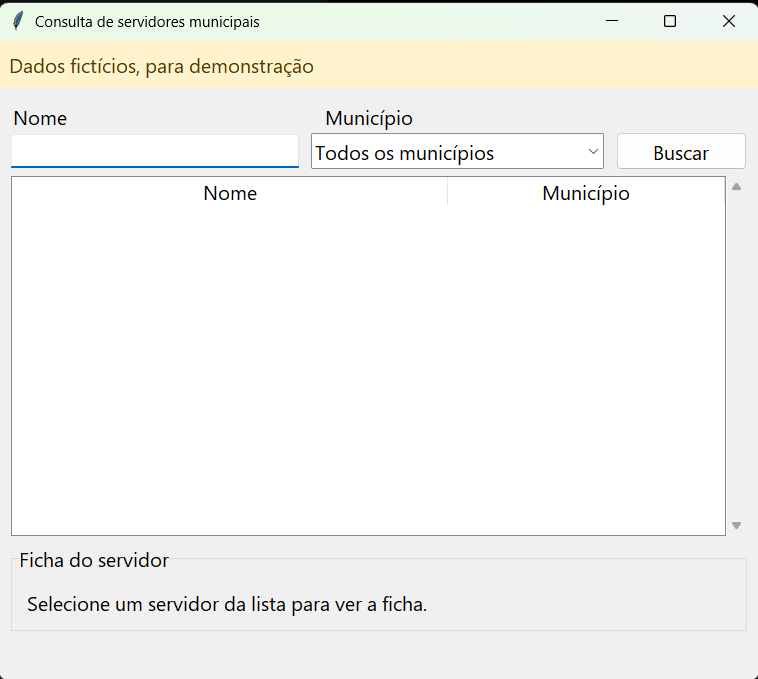 Consulta de servidores municipais
Dados fictícios, para demonstração
Nome Município
Todos os municípios Buscar
Nome Município
Ficha do servidor
Selecione um servidor da lista para ver a ficha.